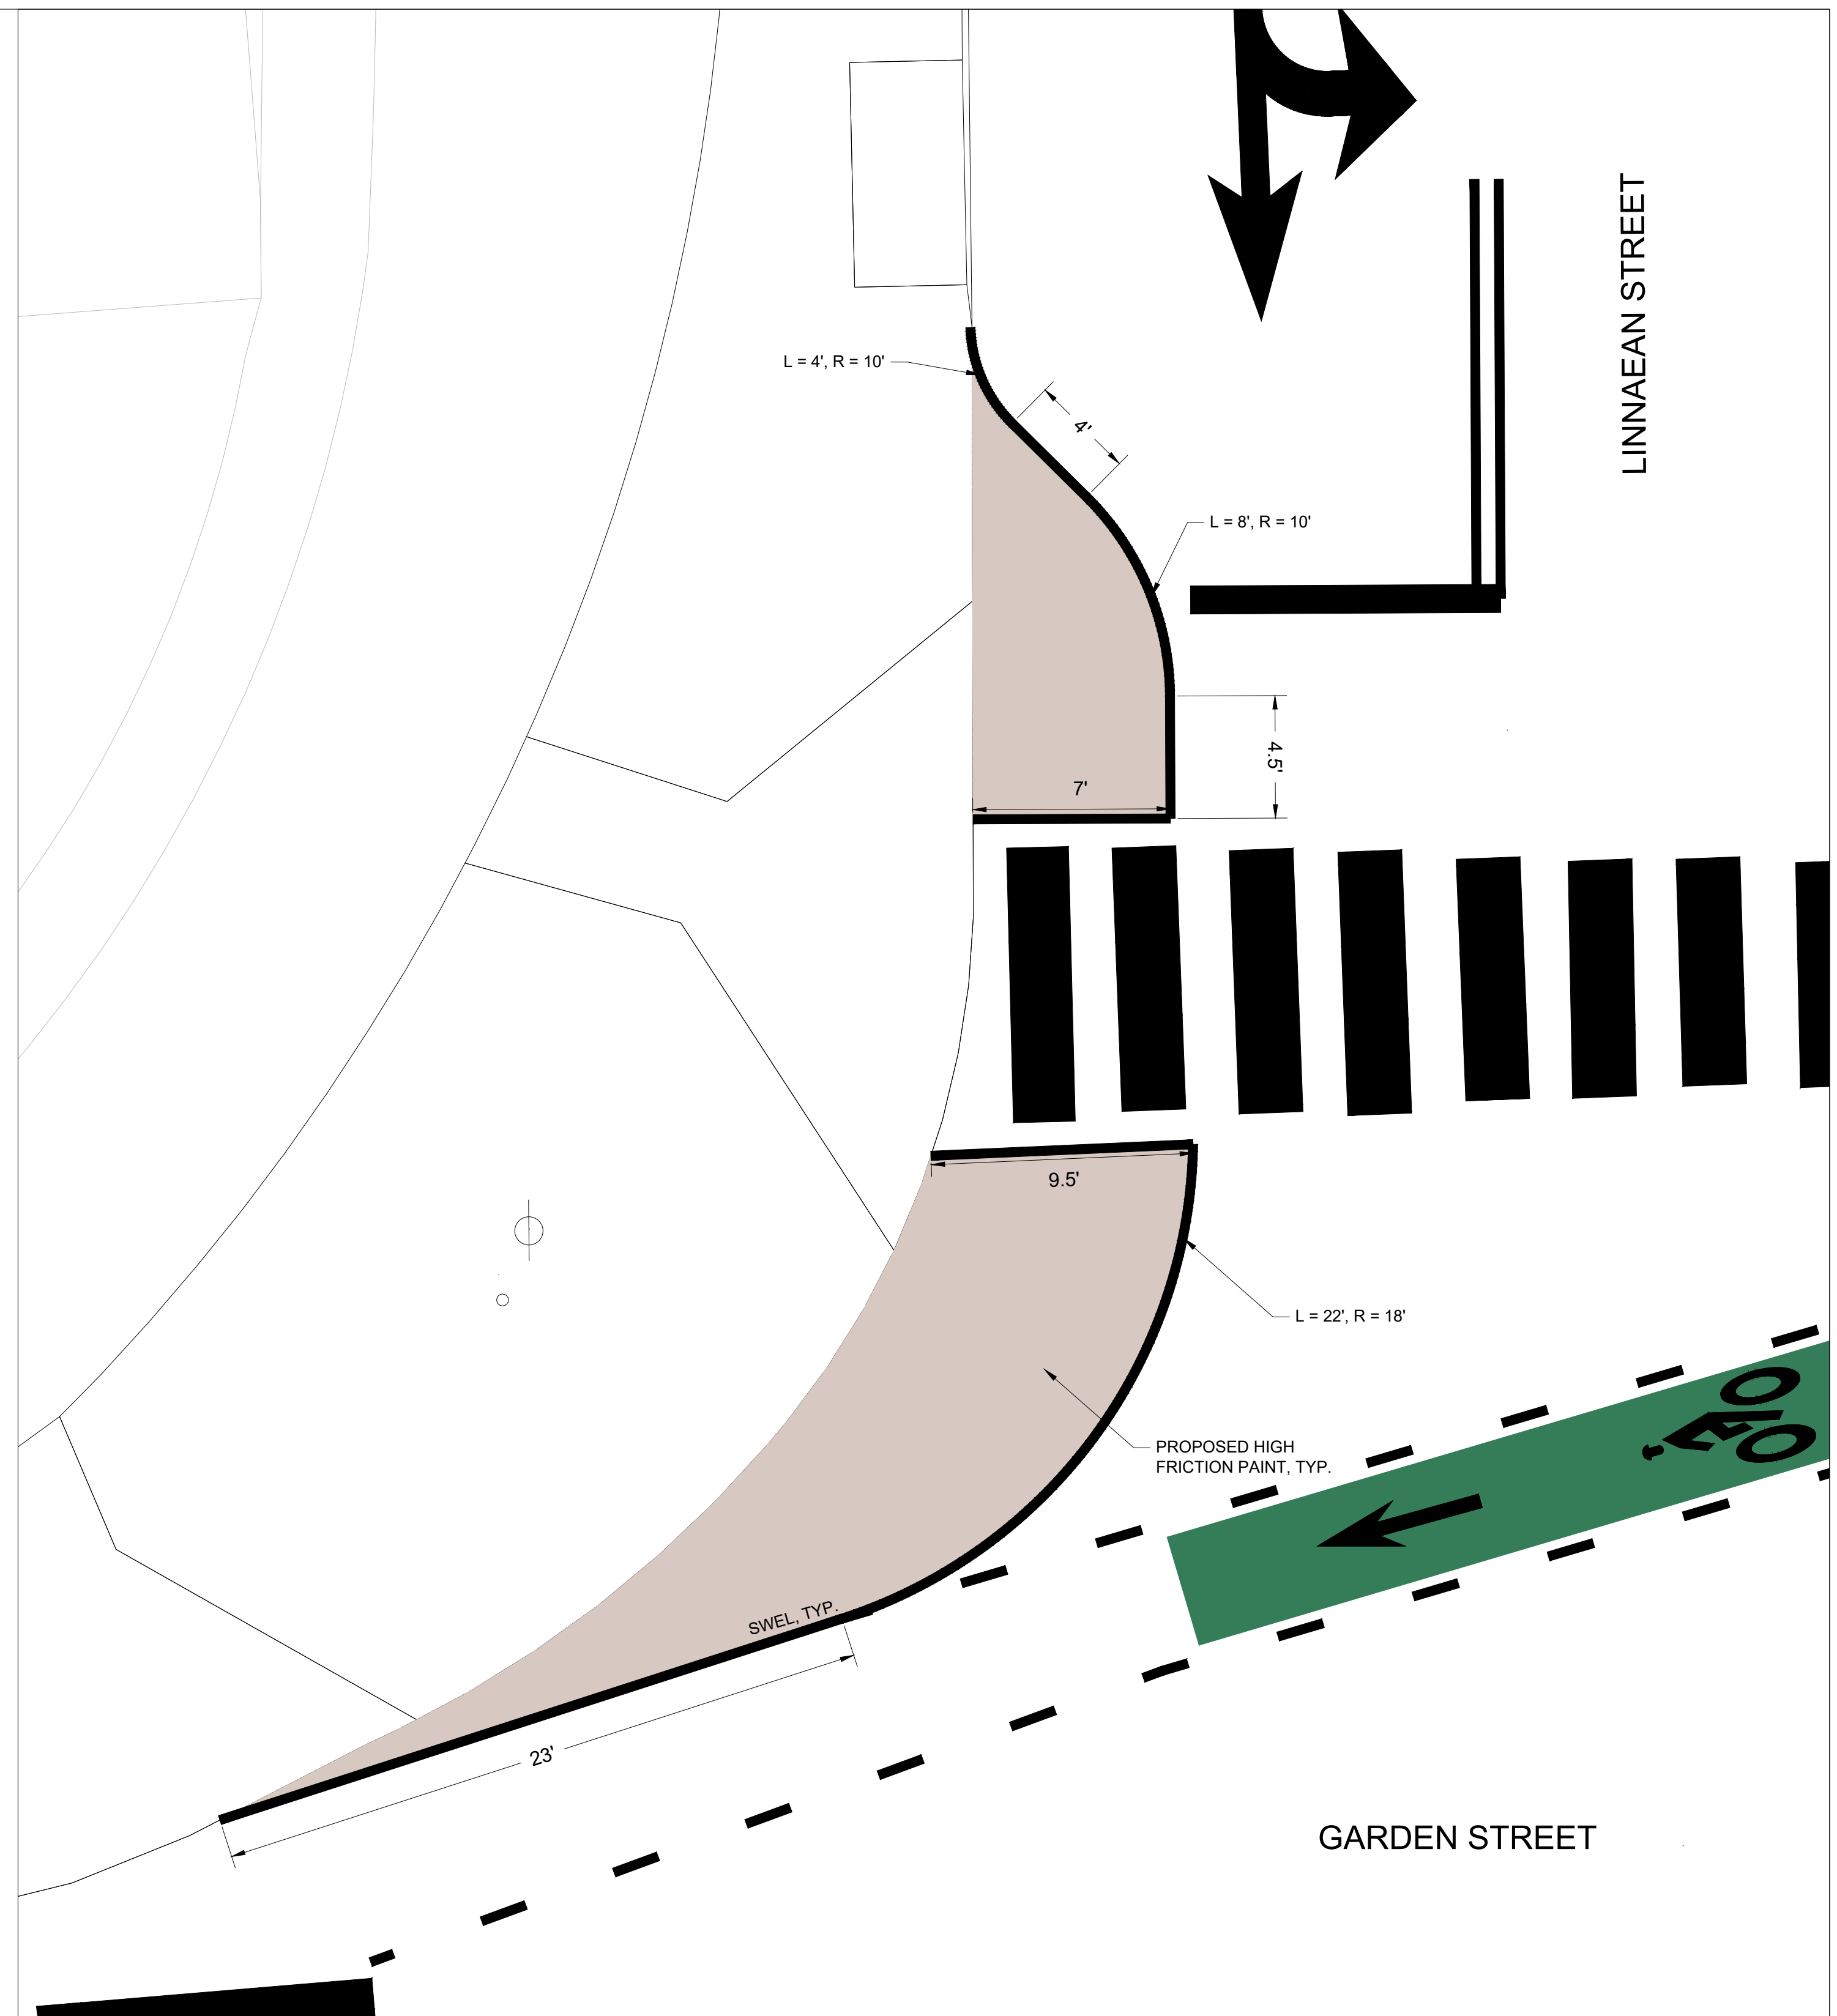 LINNAEAN STREET
L = 4', R = 10'
4'
L = 8', R = 10'
4.5'
7'
9.5'
L = 22', R = 18'
PROPOSED HIGH
FRICTION PAINT, TYP.
SWEL, TYP.
23'
GARDEN STREET